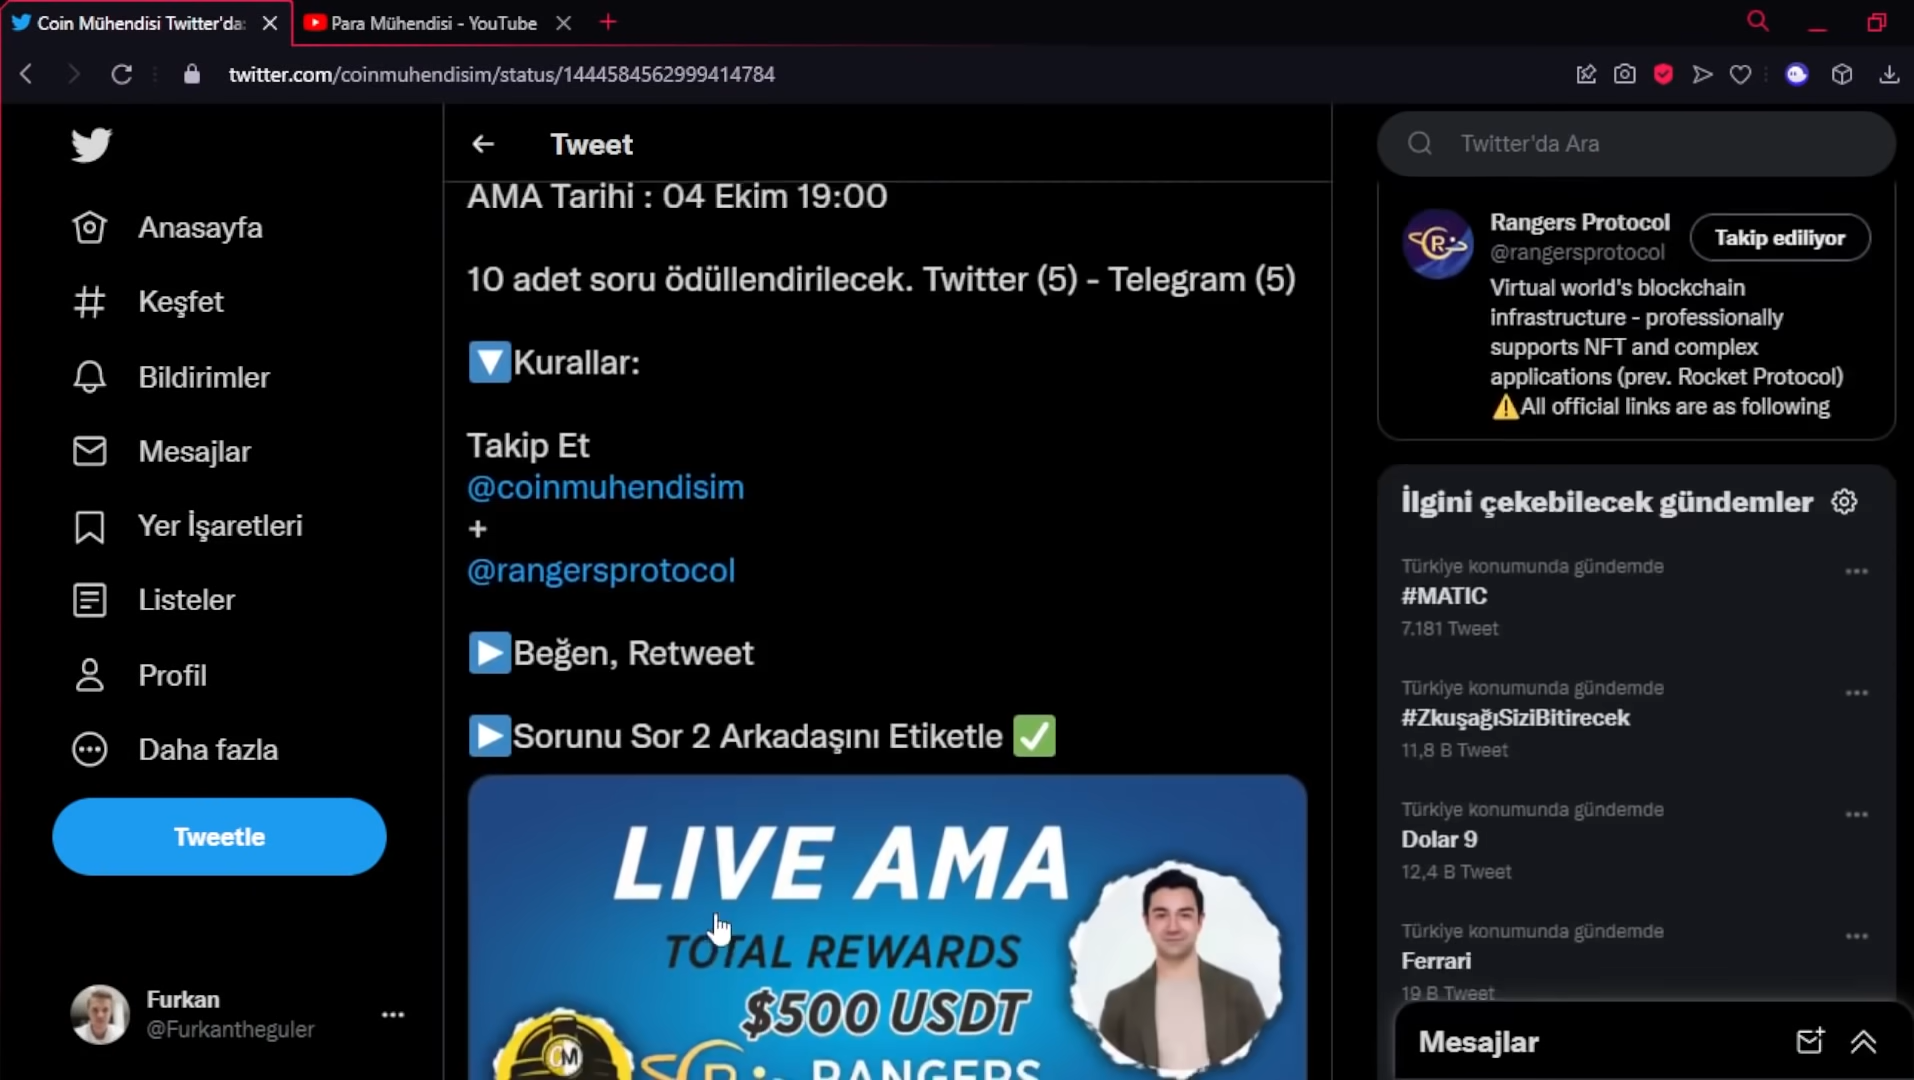 Coin Mühendisi Twitter'da:
Para Mühendisi - YouTube
twitter.com/coinmuhendisim/status/1444584562999414784
Anasayfa
Keşfet
Bildirimler
Mesajlar
Yer İşaretleri
Listeler
Profil
Daha fazla
Tweetle
Furkan
@Furkantheguler
Tweet
AMA Tarihi : 04 Ekim 19:00
10 adet soru ödüllendirilecek. Twitter (5) - Telegram (5)
Kurallar:
Takip Et
@coinmuhendisim
+
@rangersprotocol
Beğen, Retweet
Sorunu Sor 2 Arkadaşını Etiketle
LIVE AMA
TOTAL REWARDS
$500 USDT
CM
RANGERS
Twitter'da Ara
Rangers Protocol
@rangersprotocol
Takip ediliyor
Virtual world's blockchain
infrastructure - professionally
supports NFT and complex
applications (prev. Rocket Protocol)
⚠️All official links are as following
İlgini çekebilecek gündemler
Türkiye konumunda gündemde
#MATIC
7.181 Tweet
Türkiye konumunda gündemde
#ZkuşağıSiziBitirecek
11,8 B Tweet
Türkiye konumunda gündemde
Dolar 9
12,4 B Tweet
Türkiye konumunda gündemde
Ferrari
19 B Tweet
Mesajlar